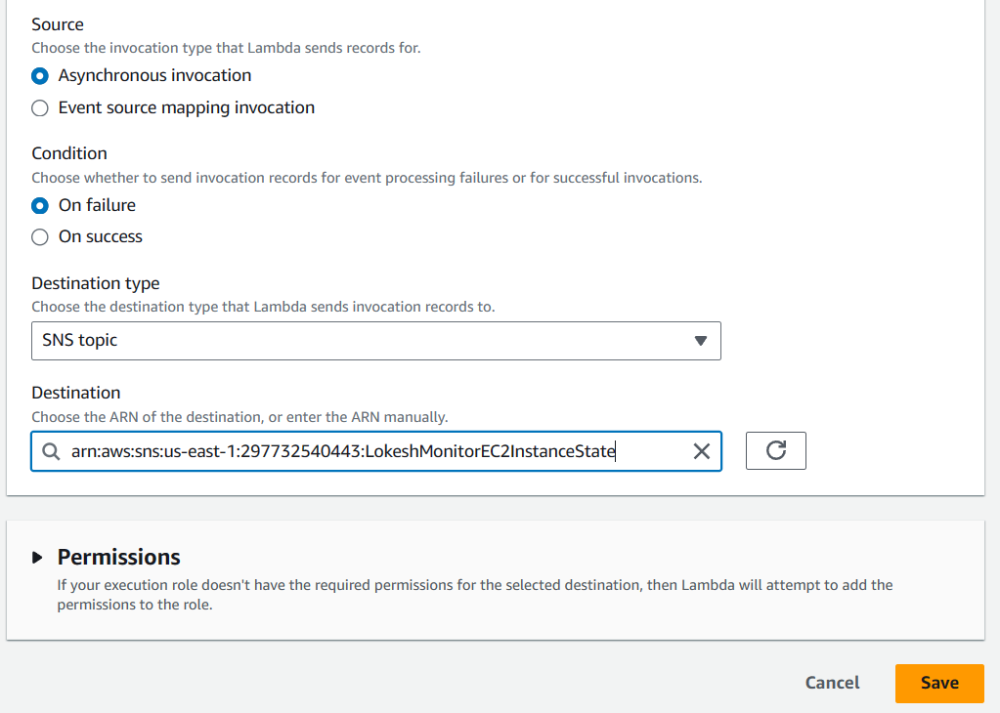 Source
Choose the invocation type that Lambda sends records for.
Asynchronous invocation
Event source mapping invocation
Condition
Choose whether to send invocation records for event processing failures or for successful invocations.
On failure
On success
Destination type
Choose the destination type that Lambda sends invocation records to.
SNS topic
Destination
Choose the ARN of the destination, or enter the ARN manually.
arn:aws:sns:us-east-1:297732540443:LokeshMonitorEC2InstanceState
Permissions
If your execution role doesn't have the required permissions for the selected destination, then Lambda will attempt to add the
permissions to the role.
Cancel
Save